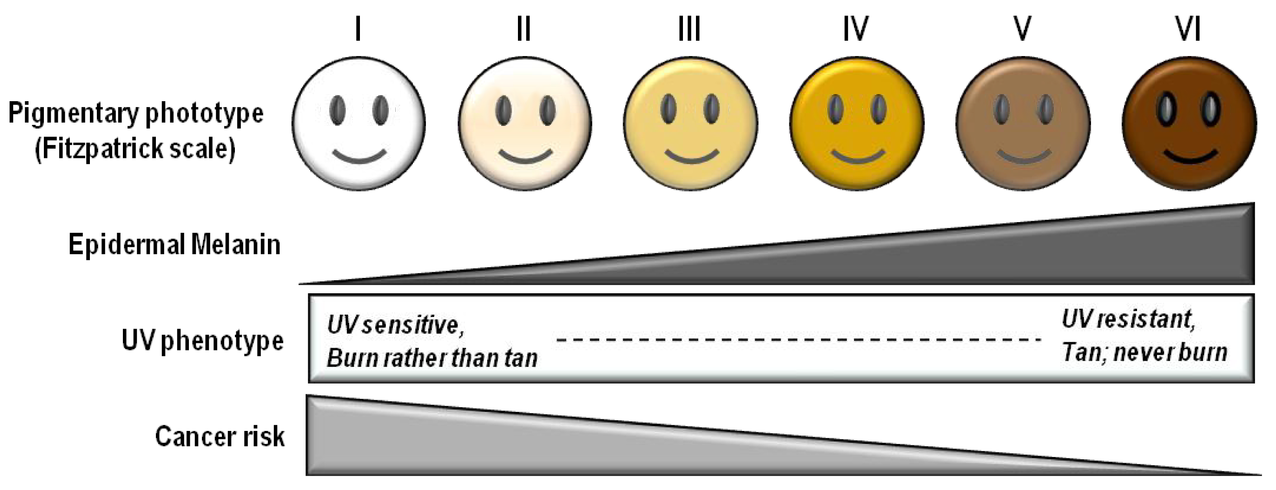 I II III IV V VI
Pigmentary phototype
(Fitzpatrick scale)
Epidermal Melanin
UV phenotype
UV sensitive,
Burn rather than tan
UV resistant,
Tan; never burn
Cancer risk